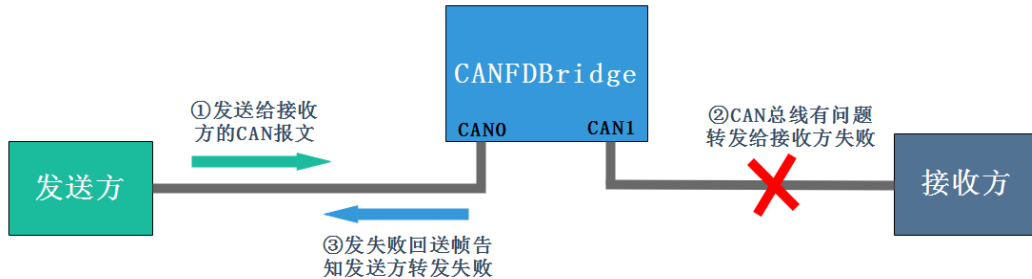 CANFDBridge
CAN0
CAN1
①发送给接收
方的CAN报文
②CAN总线有问题
转发给接收方失败
发送方
接收方
③发失败回送帧告
知发送方转发失败